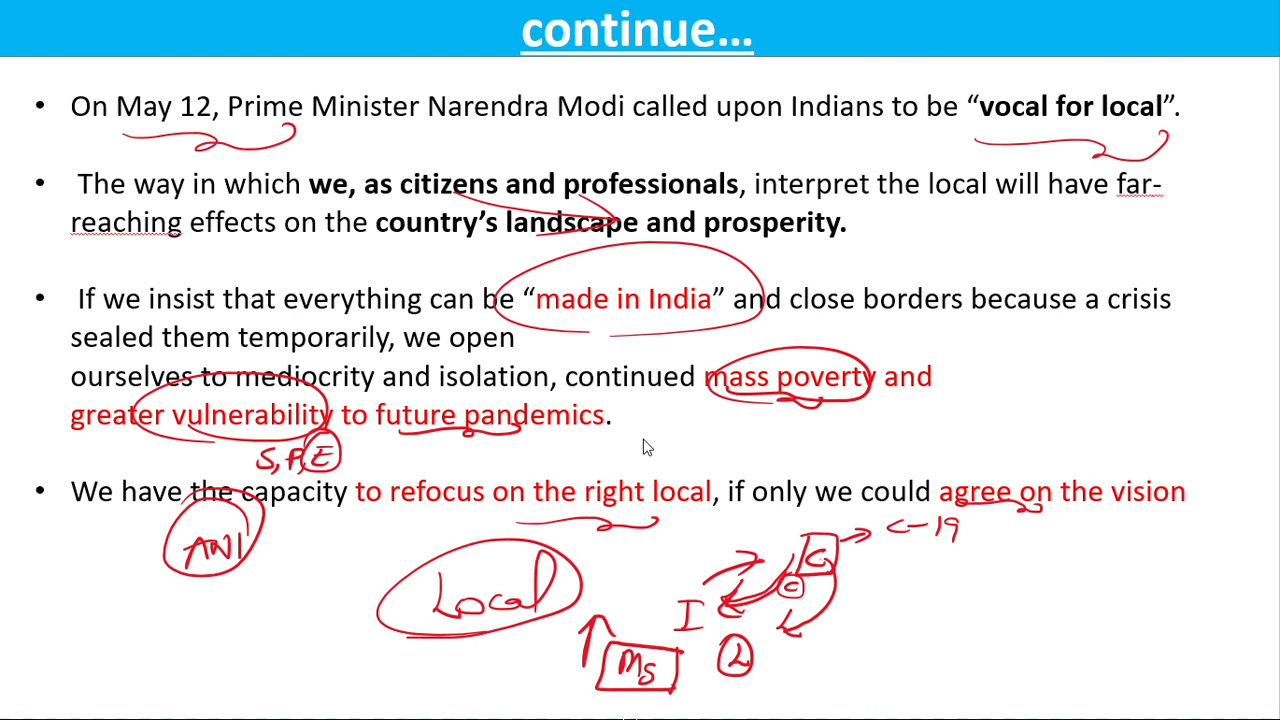 continue…
• On May 12, Prime Minister Narendra Modi called upon Indians to be “vocal for local”.
• The way in which we, as citizens and professionals, interpret the local will have far-
reaching effects on the country’s landscape and prosperity.
• If we insist that everything can be “made in India” and close borders because a crisis
sealed them temporarily, we open
ourselves to mediocrity and isolation, continued mass poverty and
greater vulnerability to future pandemics.
S, P, E
• We have the capacity to refocus on the right local, if only we could agree on the vision
C-19
G
C
Local
I
MS
L